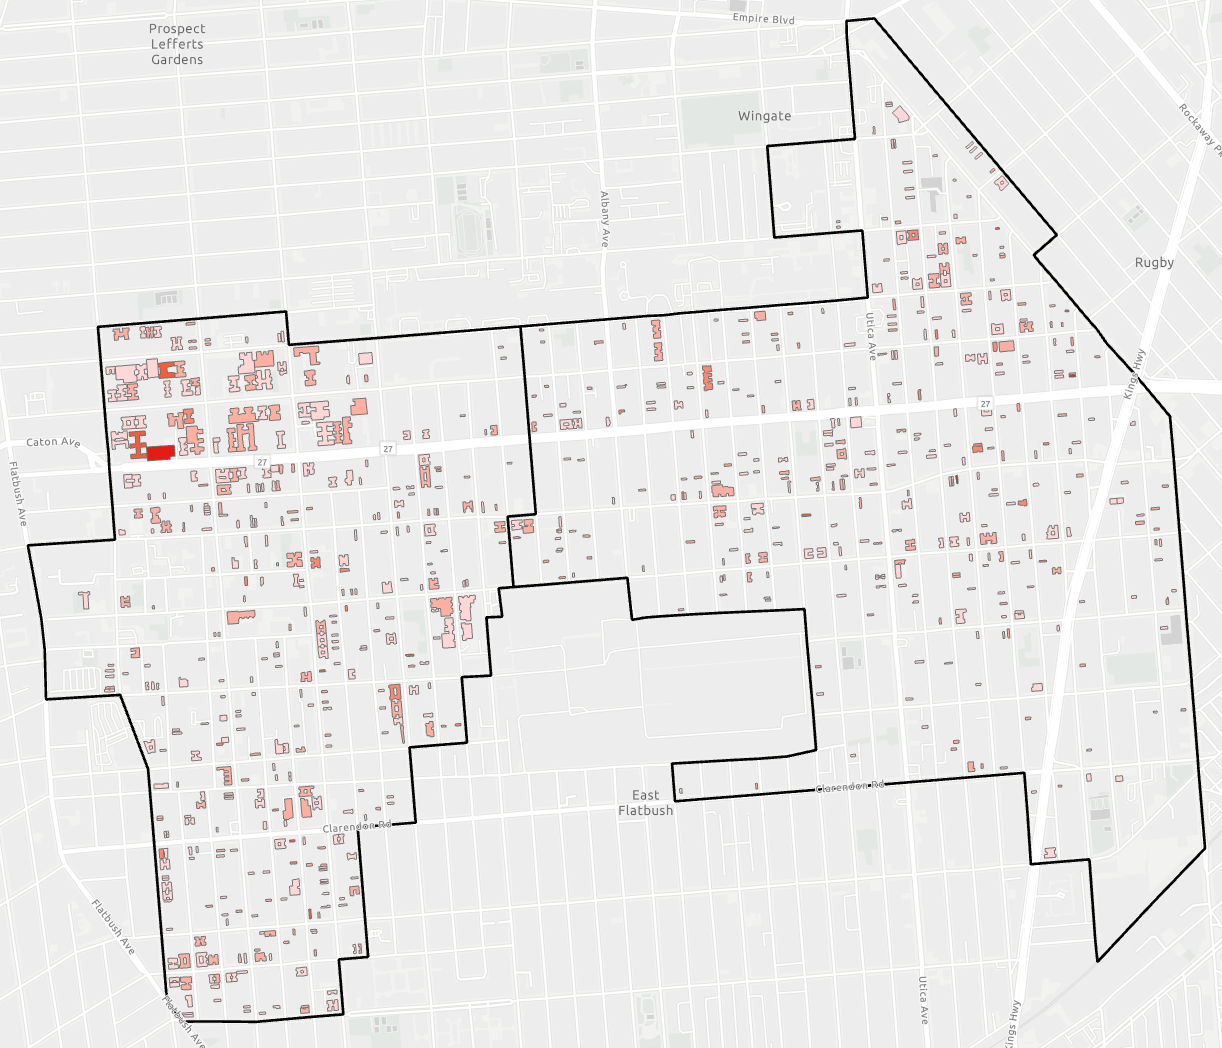 Empire Blvd
Prospect
Lefferts
Gardens
Wingate
Rockaway Pk
Albany Ave
Rugby
Utica Ave
Kings Hwy
27
Caton Ave
27
27
Flatbush Ave
East
Flatbush
Clarendon Rd
Clarendon Rd
Flatbush Ave
Flatbush Ave
Utica Ave
Kings Hwy